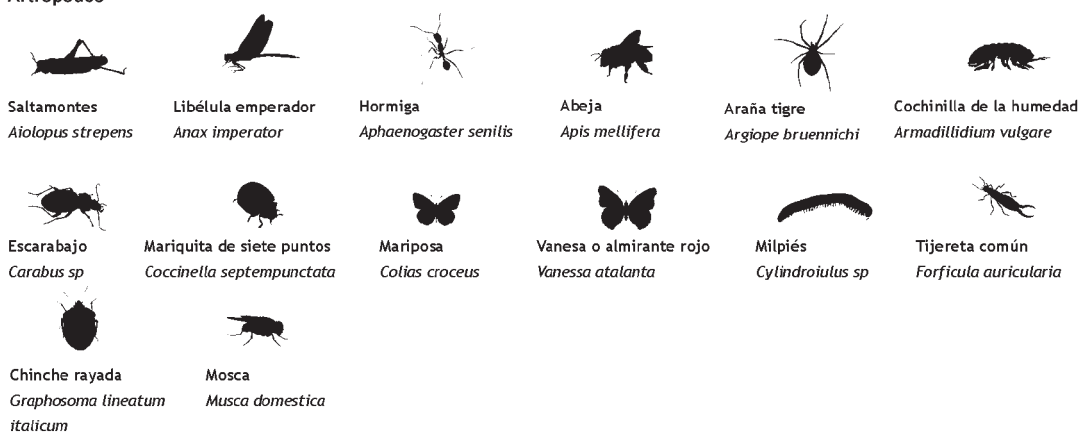 Artrópodos
Saltamontes
Aiolopus strepens
Libélula emperador
Anax imperator
Hormiga
Aphaenogaster senilis
Abeja
Apis mellifera
Araña tigre
Argiope bruennichi
Cochinilla de la humedad
Armadillidium vulgare
Escarabajo
Carabus sp
Mariquita de siete puntos
Coccinella septempunctata
Mariposa
Colias croceus
Vanesa o almirante rojo
Vanessa atalanta
Milpiés
Cylindroiulus sp
Tijereta común
Forficula auricularia
Chinche rayada
Graphosoma lineatum
italicum
Mosca
Musca domestica